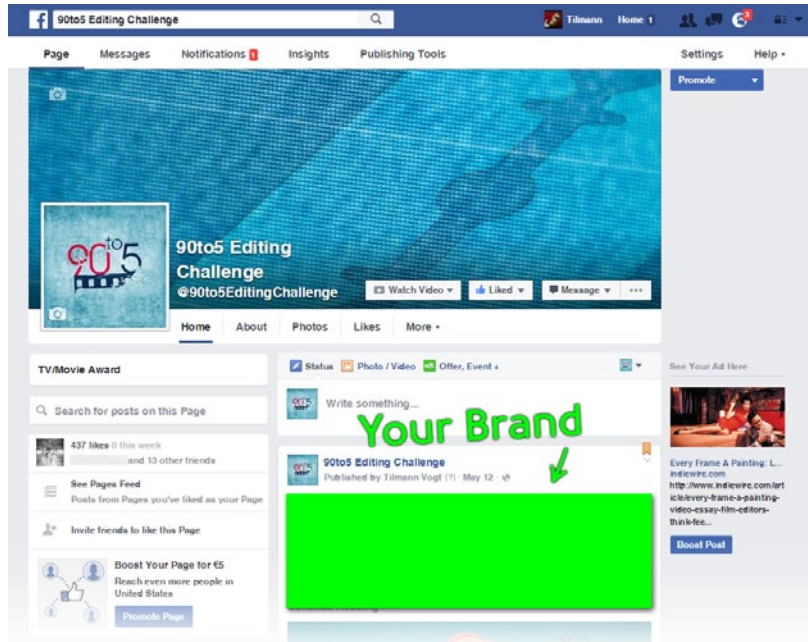 90to5 Editing Challenge
Tilmann Home 1
3
Page Messages Notifications 1 Insights Publishing Tools Settings Help
Promote
90to5
90to5 Editing
Challenge
@90to5EditingChallenge
Watch Video Liked Message ...
Home About Photos Likes More
TV/Movie Award
Status Photo / Video Offer, Event +
See Your Ad Here
Search for posts on this Page
Write something...
Your Brand
437 likes 0 this week
and 13 other friends
See Pages Feed
Posts from Pages you've liked as your Page
Invite friends to like this Page
90to5 Editing Challenge
Published by Tilmann Vogt [?] · May 12 ·
Every Frame A Painting: L...
indiewire.com
http://www.indiewire.com/art
icle/every-frame-a-painting-
video-essay-film-editors-
think-fee...
Boost Post
Boost Your Page for €5
Reach even more people in
United States
Promote Page